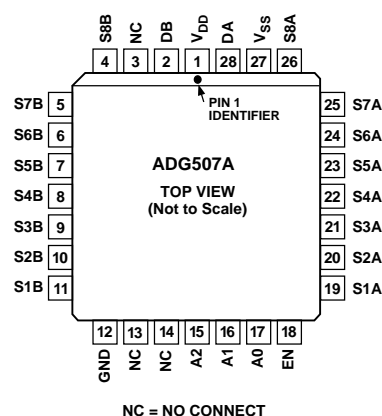 S8B NC DB VDD DA VSS S8A
4 3 2 1 28 27 26
PIN 1
IDENTIFIER
S7B 5
S6B 6
S5B 7
S4B 8
S3B 9
S2B 10
S1B 11
ADG507A
TOP VIEW
(Not to Scale)
25 S7A
24 S6A
23 S5A
22 S4A
21 S3A
20 S2A
19 S1A
12 13 14 15 16 17 18
GND NC NC A2 A1 A0 EN
NC = NO CONNECT